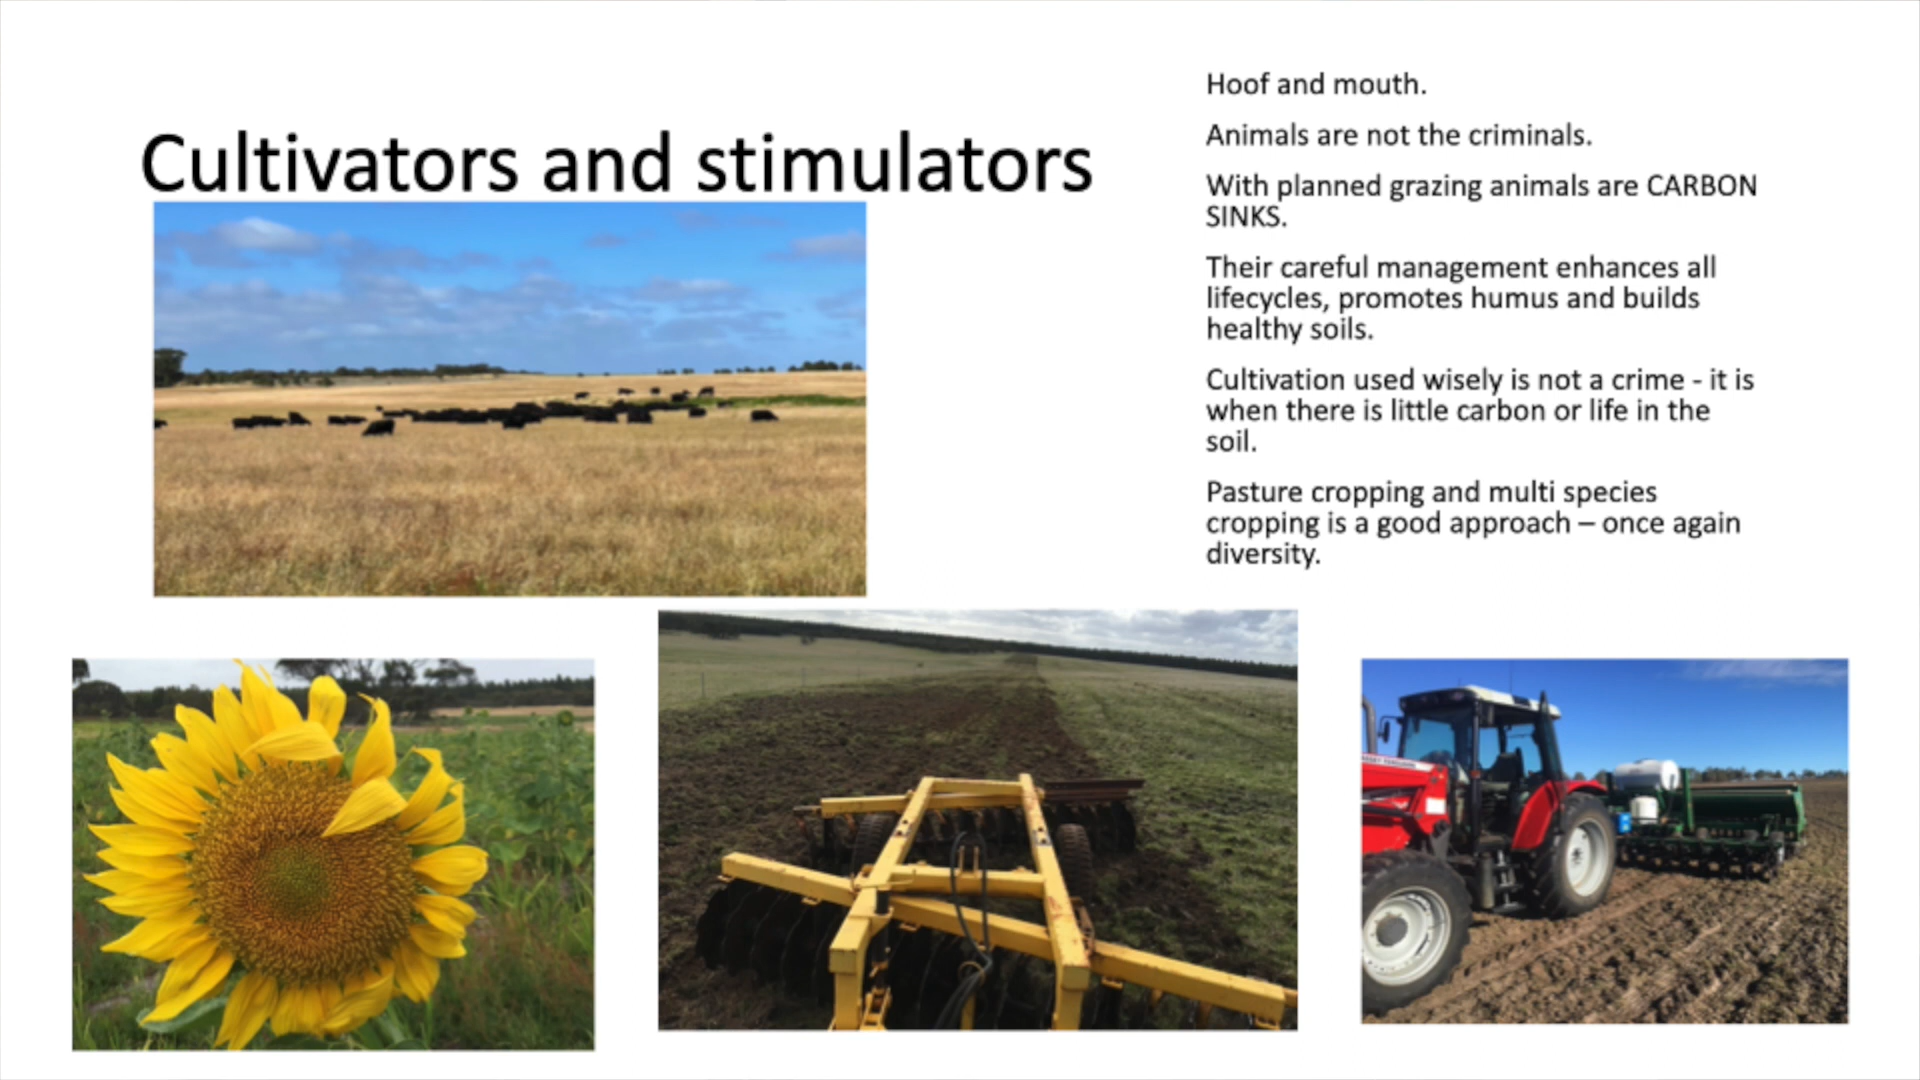 Cultivators and stimulators
Hoof and mouth.
Animals are not the criminals.
With planned grazing animals are CARBON
SINKS.
Their careful management enhances all
lifecycles, promotes humus and builds
healthy soils.
Cultivation used wisely is not a crime - it is
when there is little carbon or life in the
soil.
Pasture cropping and multi species
cropping is a good approach – once again
diversity.